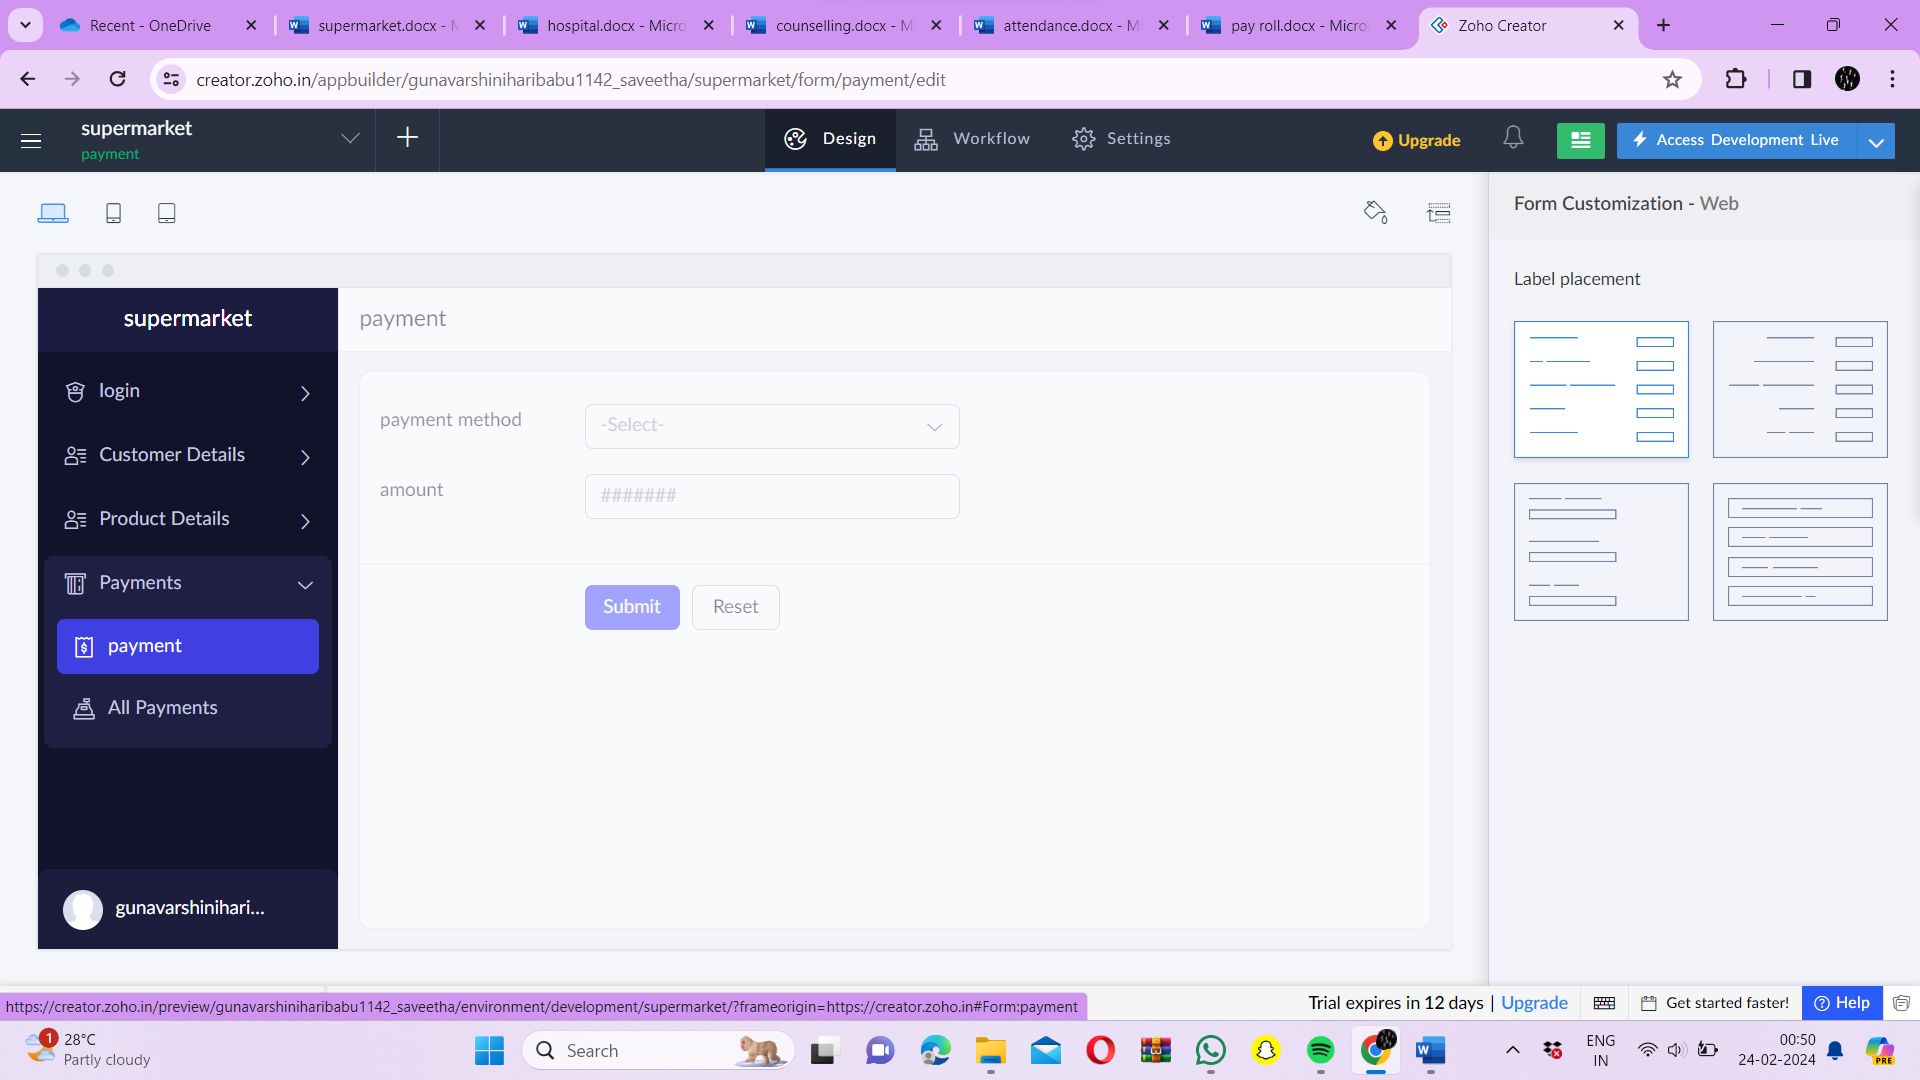 Recent - OneDrive
supermarket.docx - M
hospital.docx - Micro
counselling.docx - M
attendance.docx - Mi
pay roll.docx - Micros
Zoho Creator
creator.zoho.in/appbuilder/gunavarshiniharibabu1142_saveetha/supermarket/form/payment/edit
supermarket
payment
Design
Workflow
Settings
Upgrade
Access Development Live
Form Customization - Web
Label placement
supermarket
login
Customer Details
Product Details
Payments
payment
All Payments
gunavarshinihari...
payment
payment method
-Select-
amount
#######
Submit
Reset
https://creator.zoho.in/preview/gunavarshiniharibabu1142_saveetha/environment/development/supermarket/?frameorigin=https://creator.zoho.in#Form:payment
Trial expires in 12 days | Upgrade
Get started faster!
Help
1
28°C
Partly cloudy
Search
ENG
IN
00:50
24-02-2024
PRE